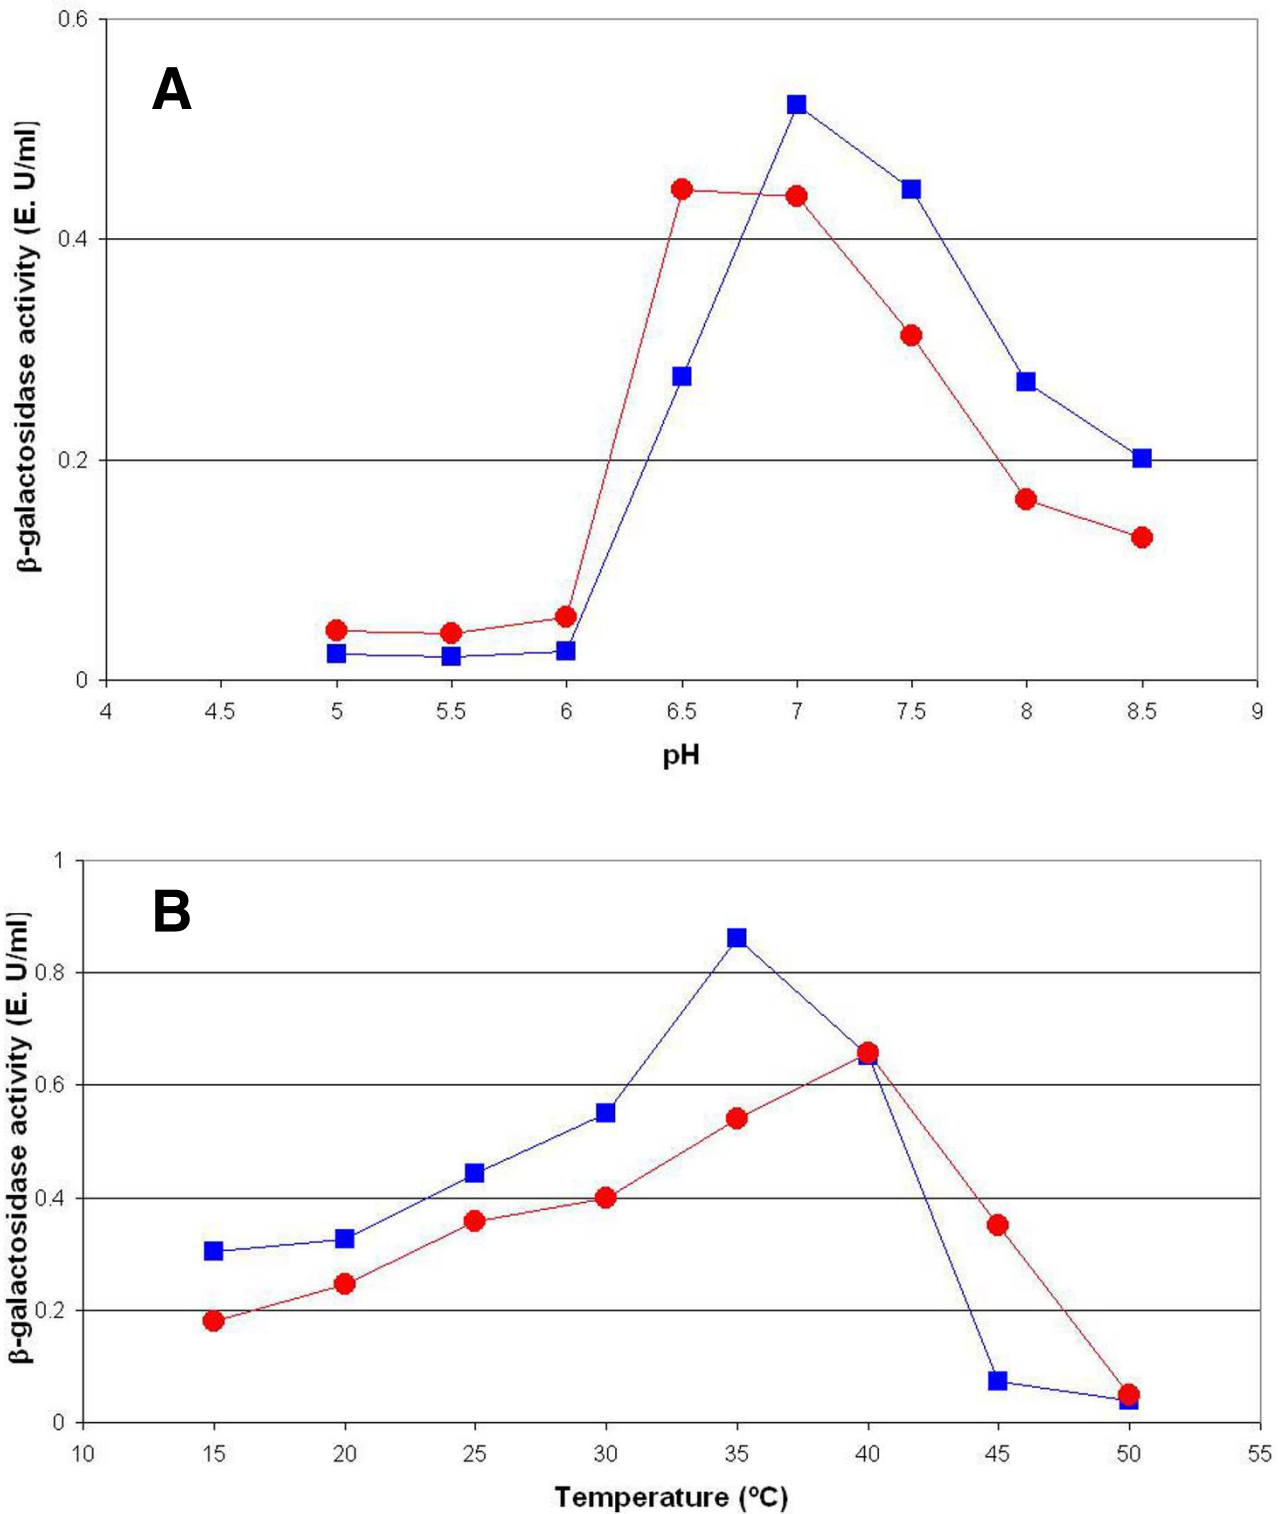 A
β-galactosidase activity (E. U/ml)
0.6
0.4
0.2
0
4 4.5 5 5.5 6 6.5 7 7.5 8 8.5 9
pH
B
β-galactosidase activity (E. U/ml)
1
0.8
0.6
0.4
0.2
0
10 15 20 25 30 35 40 45 50 55
Temperature (ºC)